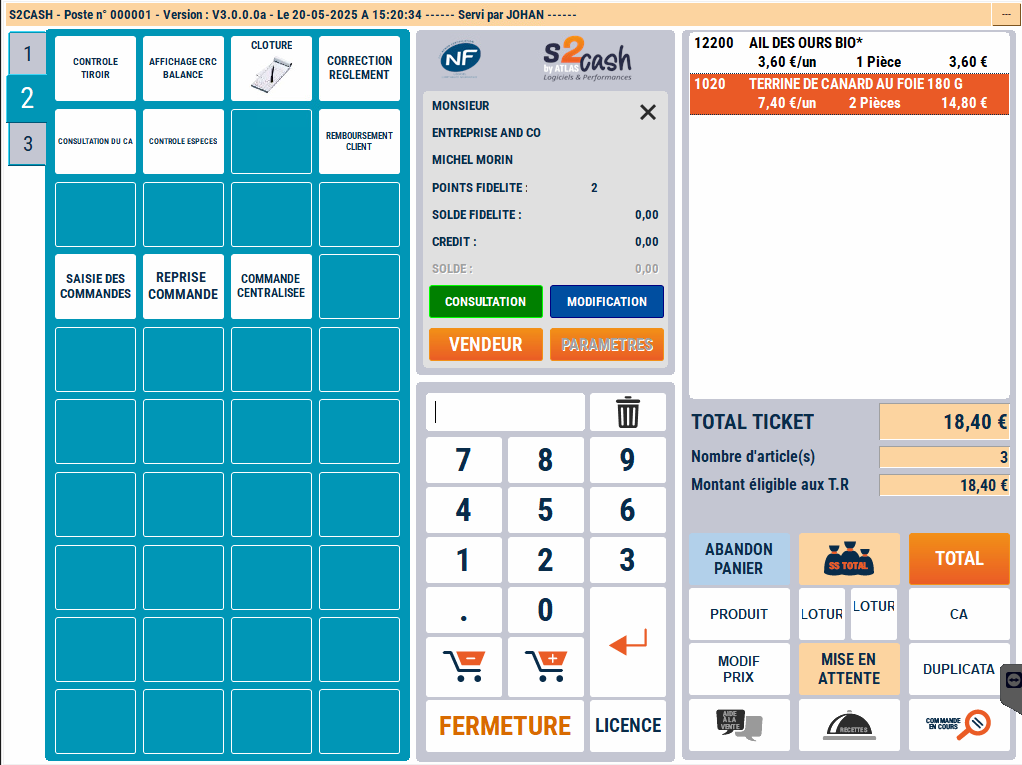 S2CASH - Poste n° 000001 - Version : V3.0.0.0a - Le 20-05-2025 A 15:20:34 ------ Servi par JOHAN ------
...
1
2
3
CONTROLE
TIROIR
AFFICHAGE CRC
BALANCE
CLOTURE
CORRECTION
REGLEMENT
CONSULTATION DU CA
CONTROLE ESPECES
REMBOURSEMENT
CLIENT
SAISIE DES
COMMANDES
REPRISE
COMMANDE
COMMANDE
CENTRALISEE
NF
S2cash
by ATLAS
Logiciels & Performances
MONSIEUR
ENTREPRISE AND CO
MICHEL MORIN
POINTS FIDELITE : 2
SOLDE FIDELITE : 0,00
CREDIT : 0,00
SOLDE : 0,00
CONSULTATION
MODIFICATION
VENDEUR
PARAMETRES
7 8 9
4 5 6
1 2 3
. 0
FERMETURE
LICENCE
12200 AIL DES OURS BIO*
3,60 €/un 1 Pièce 3,60 €
1020 TERRINE DE CANARD AU FOIE 180 G
7,40 €/un 2 Pièces 14,80 €
TOTAL TICKET 18,40 €
Nombre d'article(s) 3
Montant éligible aux T.R 18,40 €
ABANDON
PANIER
SS TOTAL
TOTAL
PRODUIT
LOTUR
LOTUR
CA
MODIF
PRIX
MISE EN
ATTENTE
DUPLICATA
AIDE
À LA
VENTE
RECETTES
COMMANDE
EN COURS